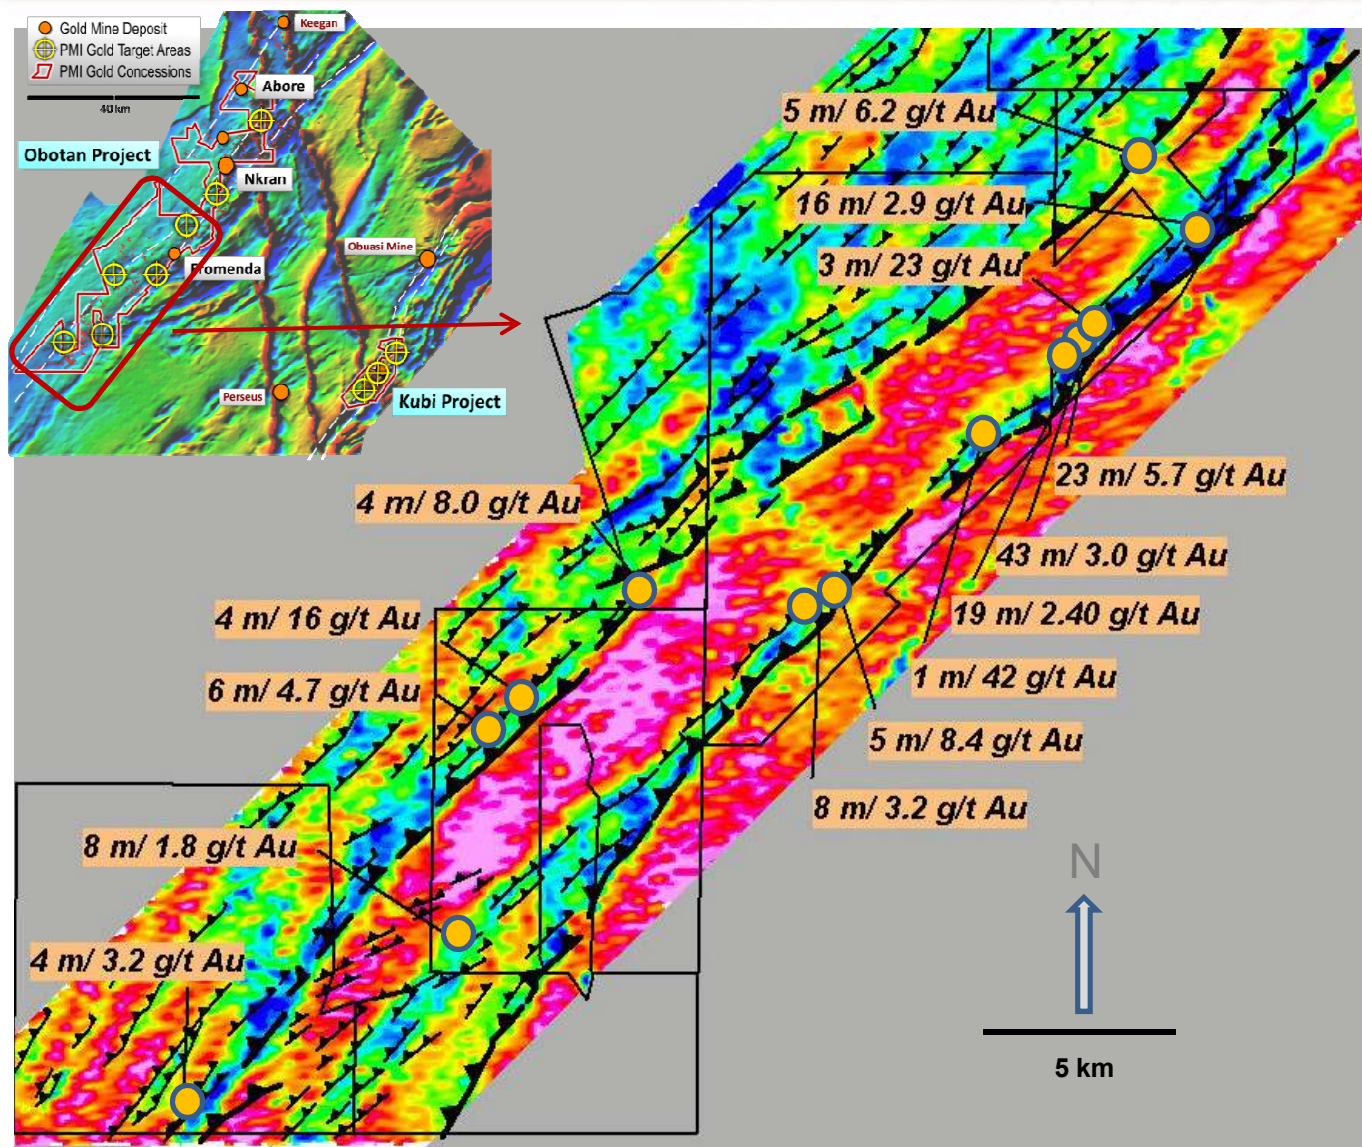 Gold Mine Deposit
PMI Gold Target Areas
PMI Gold Concessions
40 km
Keegan
Abore
Obotan Project
Nkran
Obuasi Mine
Fromenda
Perseus
Kubi Project
5 m/ 6.2 g/t Au
16 m/ 2.9 g/t Au
3 m/ 23 g/t Au
23 m/ 5.7 g/t Au
4 m/ 8.0 g/t Au
43 m/ 3.0 g/t Au
4 m/ 16 g/t Au
19 m/ 2.40 g/t Au
6 m/ 4.7 g/t Au
1 m/ 42 g/t Au
5 m/ 8.4 g/t Au
8 m/ 3.2 g/t Au
8 m/ 1.8 g/t Au
4 m/ 3.2 g/t Au
N
5 km